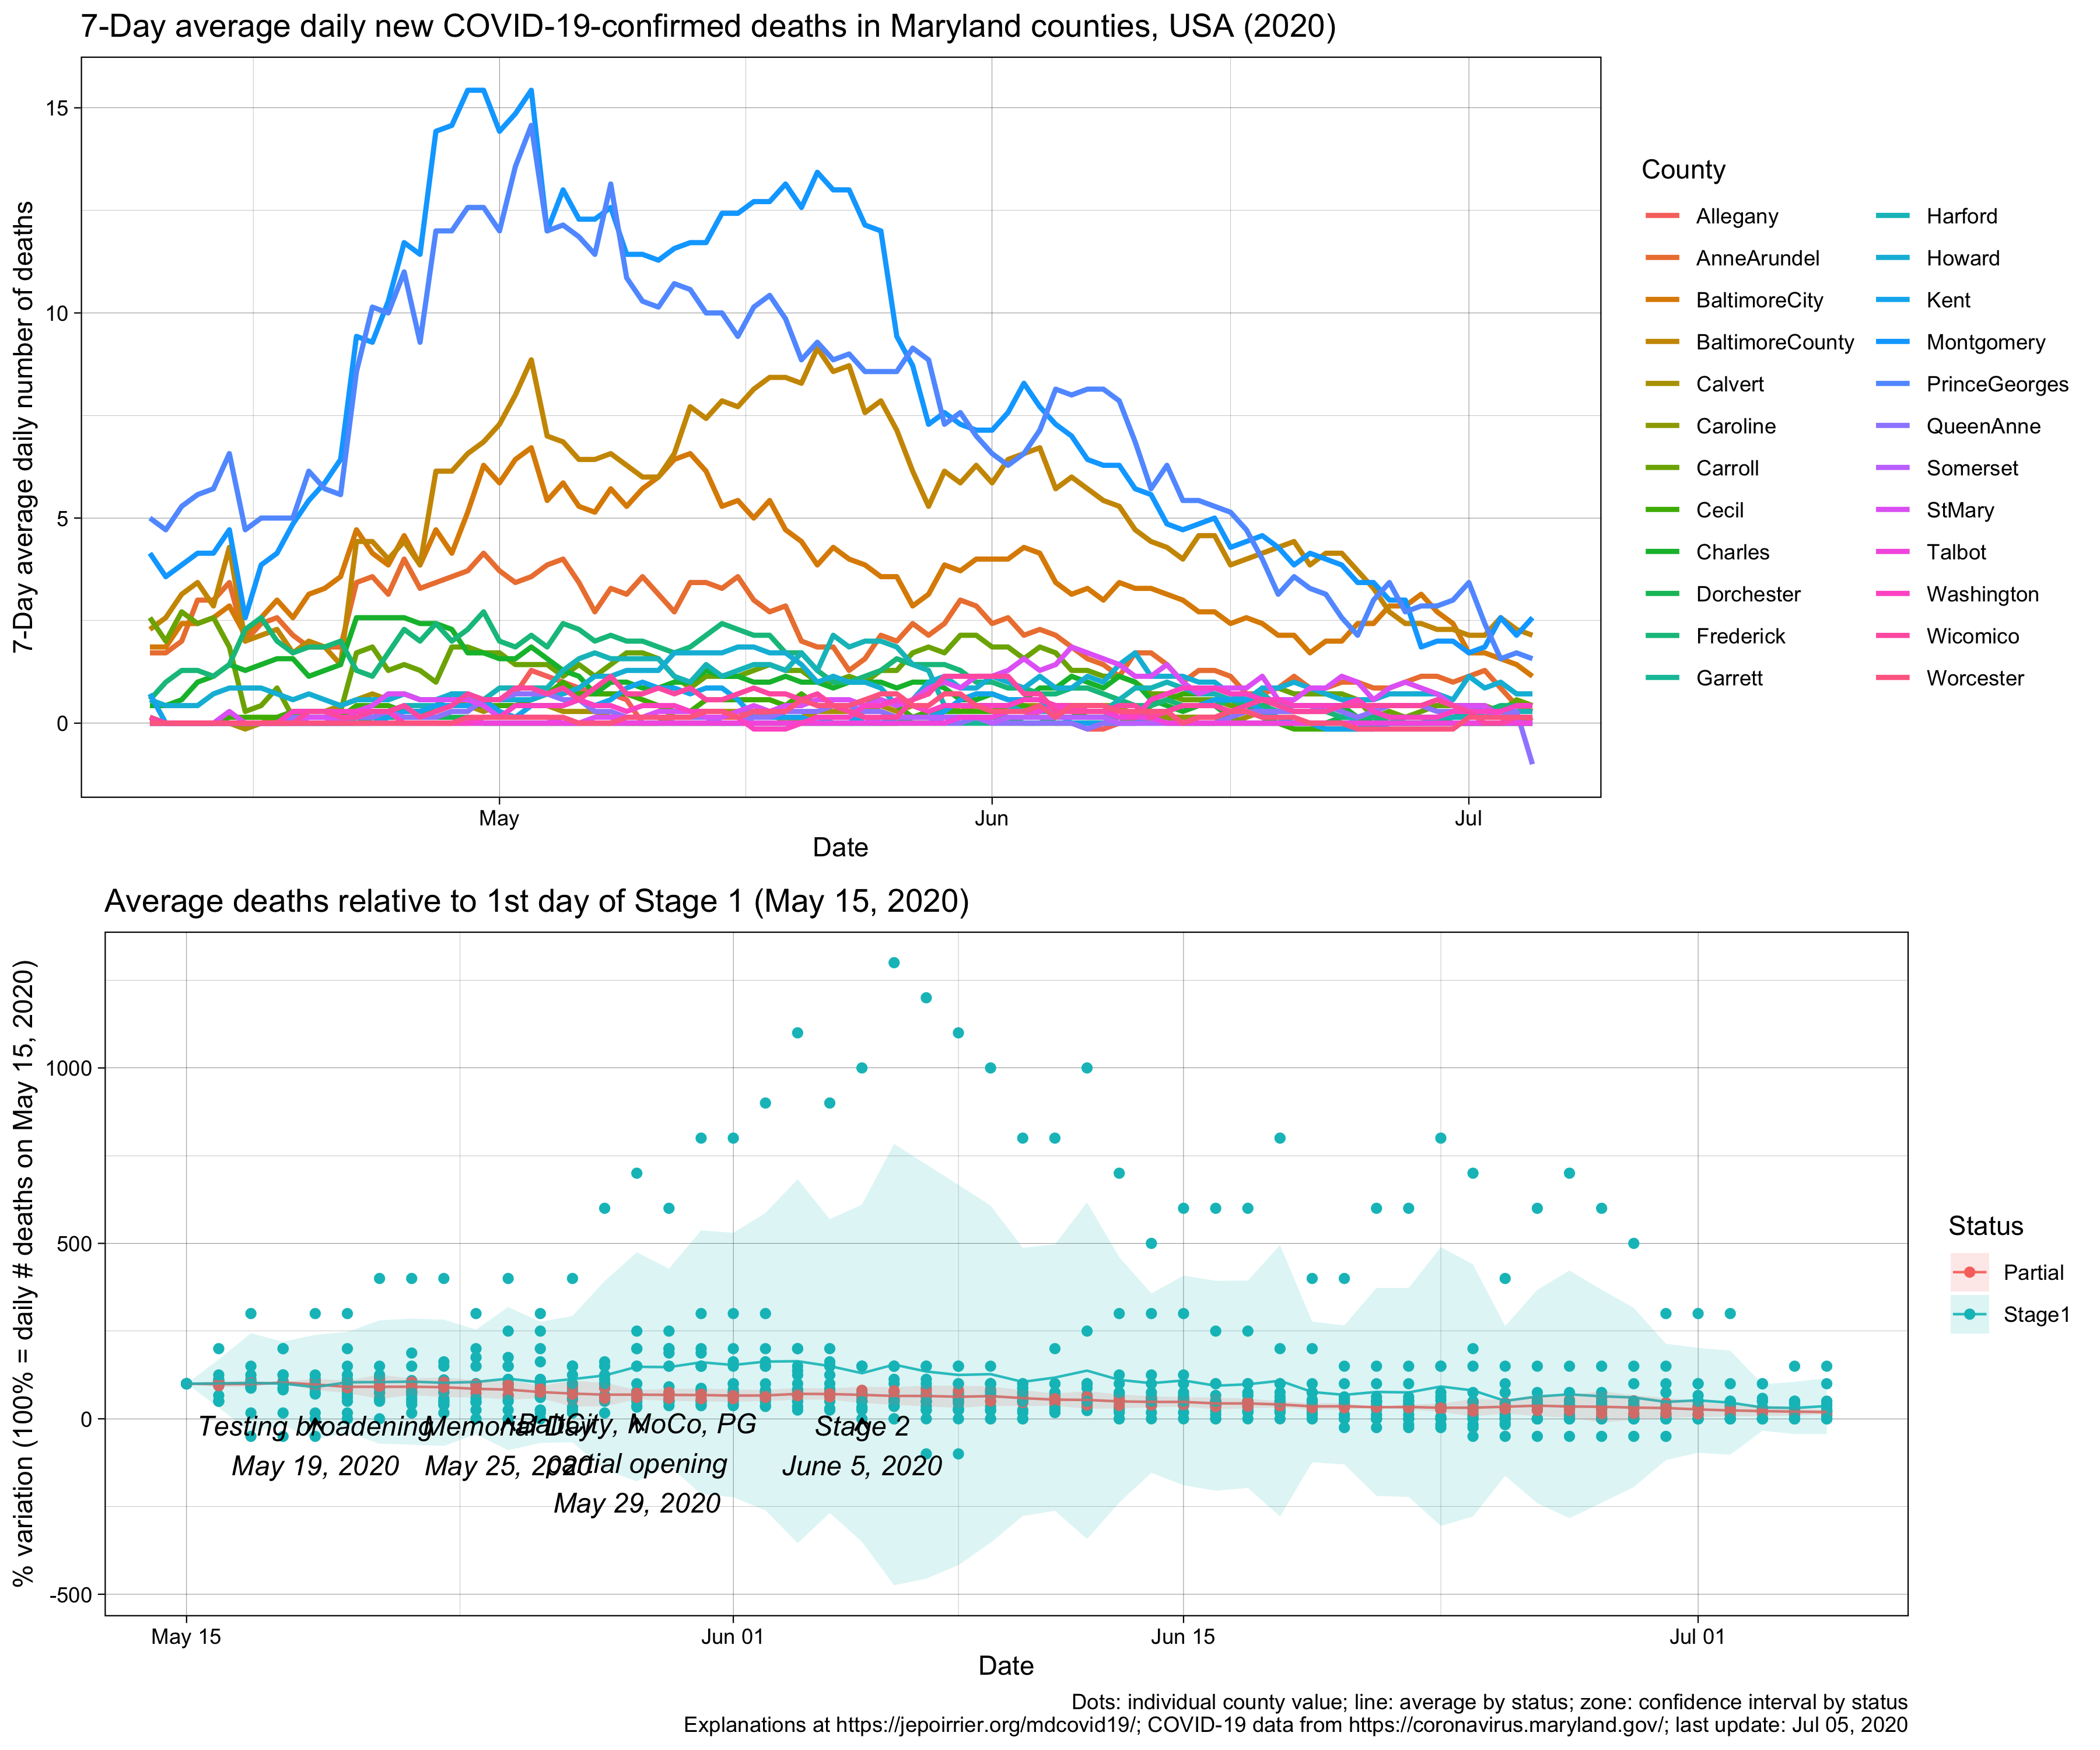 7-Day average daily new COVID-19-confirmed deaths in Maryland counties, USA (2020)
7-Day average daily number of deaths
15
10
5
0
May
Jun
Jul
Date
County
Allegany
AnneArundel
BaltimoreCity
BaltimoreCounty
Calvert
Caroline
Carroll
Cecil
Charles
Dorchester
Frederick
Garrett
Harford
Howard
Kent
Montgomery
PrinceGeorges
QueenAnne
Somerset
StMary
Talbot
Washington
Wicomico
Worcester
Average deaths relative to 1st day of Stage 1 (May 15, 2020)
% variation (100% = daily # deaths on May 15, 2020)
1000
500
0
-500
Testing broadening
May 19, 2020
Memorial Day
May 25, 2020
BaltCity, MoCo, PG
partial opening
May 29, 2020
Stage 2
June 5, 2020
May 15
Jun 01
Jun 15
Jul 01
Date
Status
Partial
Stage1
Dots: individual county value; line: average by status; zone: confidence interval by status
Explanations at https://jepoirrier.org/mdcovid19/; COVID-19 data from https://coronavirus.maryland.gov/; last update: Jul 05, 2020